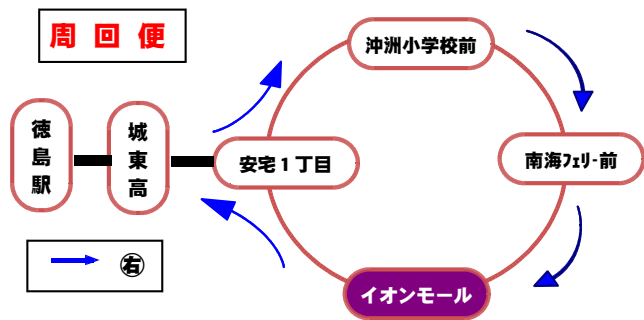 周回便
沖洲小学校前
徳島駅
城東高
安宅1丁目
南海ﾌｪﾘｰ前
㊨
イオンモール